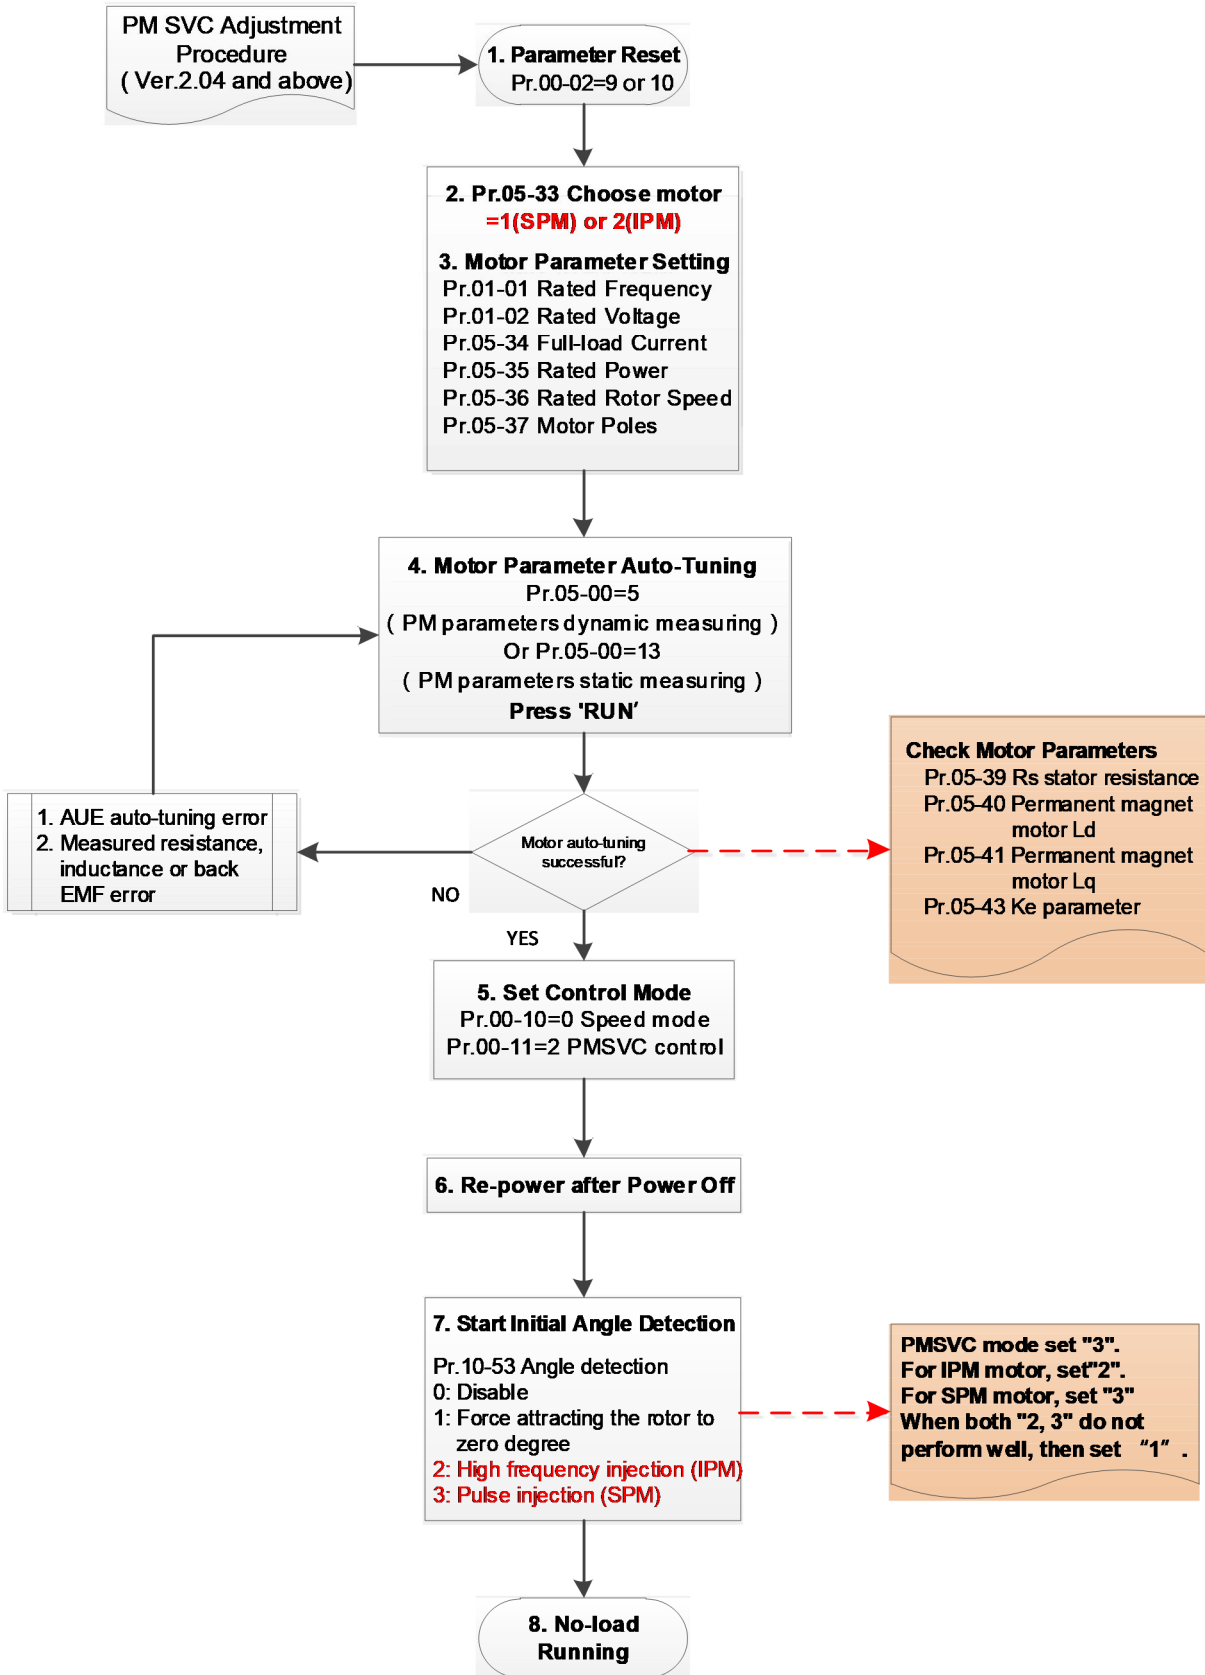 PM SVC Adjustment
Procedure
( Ver.2.04 and above)
1. Parameter Reset
Pr.00-02=9 or 10
2. Pr.05-33 Choose motor
=1(SPM) or 2(IPM)
3. Motor Parameter Setting
Pr.01-01 Rated Frequency
Pr.01-02 Rated Voltage
Pr.05-34 Full-load Current
Pr.05-35 Rated Power
Pr.05-36 Rated Rotor Speed
Pr.05-37 Motor Poles
4. Motor Parameter Auto-Tuning
Pr.05-00=5
( PM parameters dynamic measuring )
Or Pr.05-00=13
( PM parameters static measuring )
Press 'RUN'
Check Motor Parameters
Pr.05-39 Rs stator resistance
Pr.05-40 Permanent magnet
motor Ld
Pr.05-41 Permanent magnet
motor Lq
Pr.05-43 Ke parameter
1. AUE auto-tuning error
2. Measured resistance,
inductance or back
EMF error
Motor auto-tuning
successful?
NO
YES
5. Set Control Mode
Pr.00-10=0 Speed mode
Pr.00-11=2 PMSVC control
6. Re-power after Power Off
7. Start Initial Angle Detection
Pr.10-53 Angle detection
0: Disable
1: Force attracting the rotor to
zero degree
2: High frequency injection (IPM)
3: Pulse injection (SPM)
PMSVC mode set "3".
For IPM motor, set"2".
For SPM motor, set "3"
When both "2, 3" do not
perform well, then set “1” .
8. No-load
Running